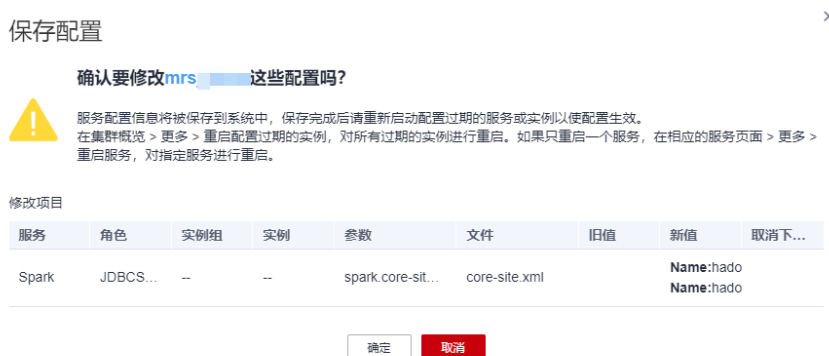 保存配置
确认要修改mrs_ 这些配置吗?
服务配置信息将被保存到系统中，保存完成后请重新启动配置过期的服务或实例以使配置生效。
在集群概览 > 更多 > 重启配置过期的实例，对所有过期的实例进行重启。如果只重启一个服务，在相应的服务页面 > 更多 >
重启服务，对指定服务进行重启。
修改项目
服务 角色 实例组 实例 参数 文件 旧值 新值 取消下...
Spark JDBCS... -- -- spark.core-sit... core-site.xml Name:hado
Name:hado
确定 取消